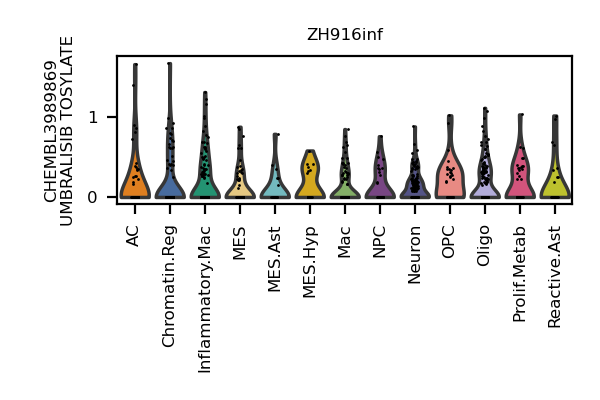 ZH916inf
CHEMBL3989869
UMBRALISIB TOSYLATE
1
0
AC
Chromatin.Reg
Inflammatory.Mac
MES
MES.Ast
MES.Hyp
Mac
NPC
Neuron
OPC
Oligo
Prolif.Metab
Reactive.Ast